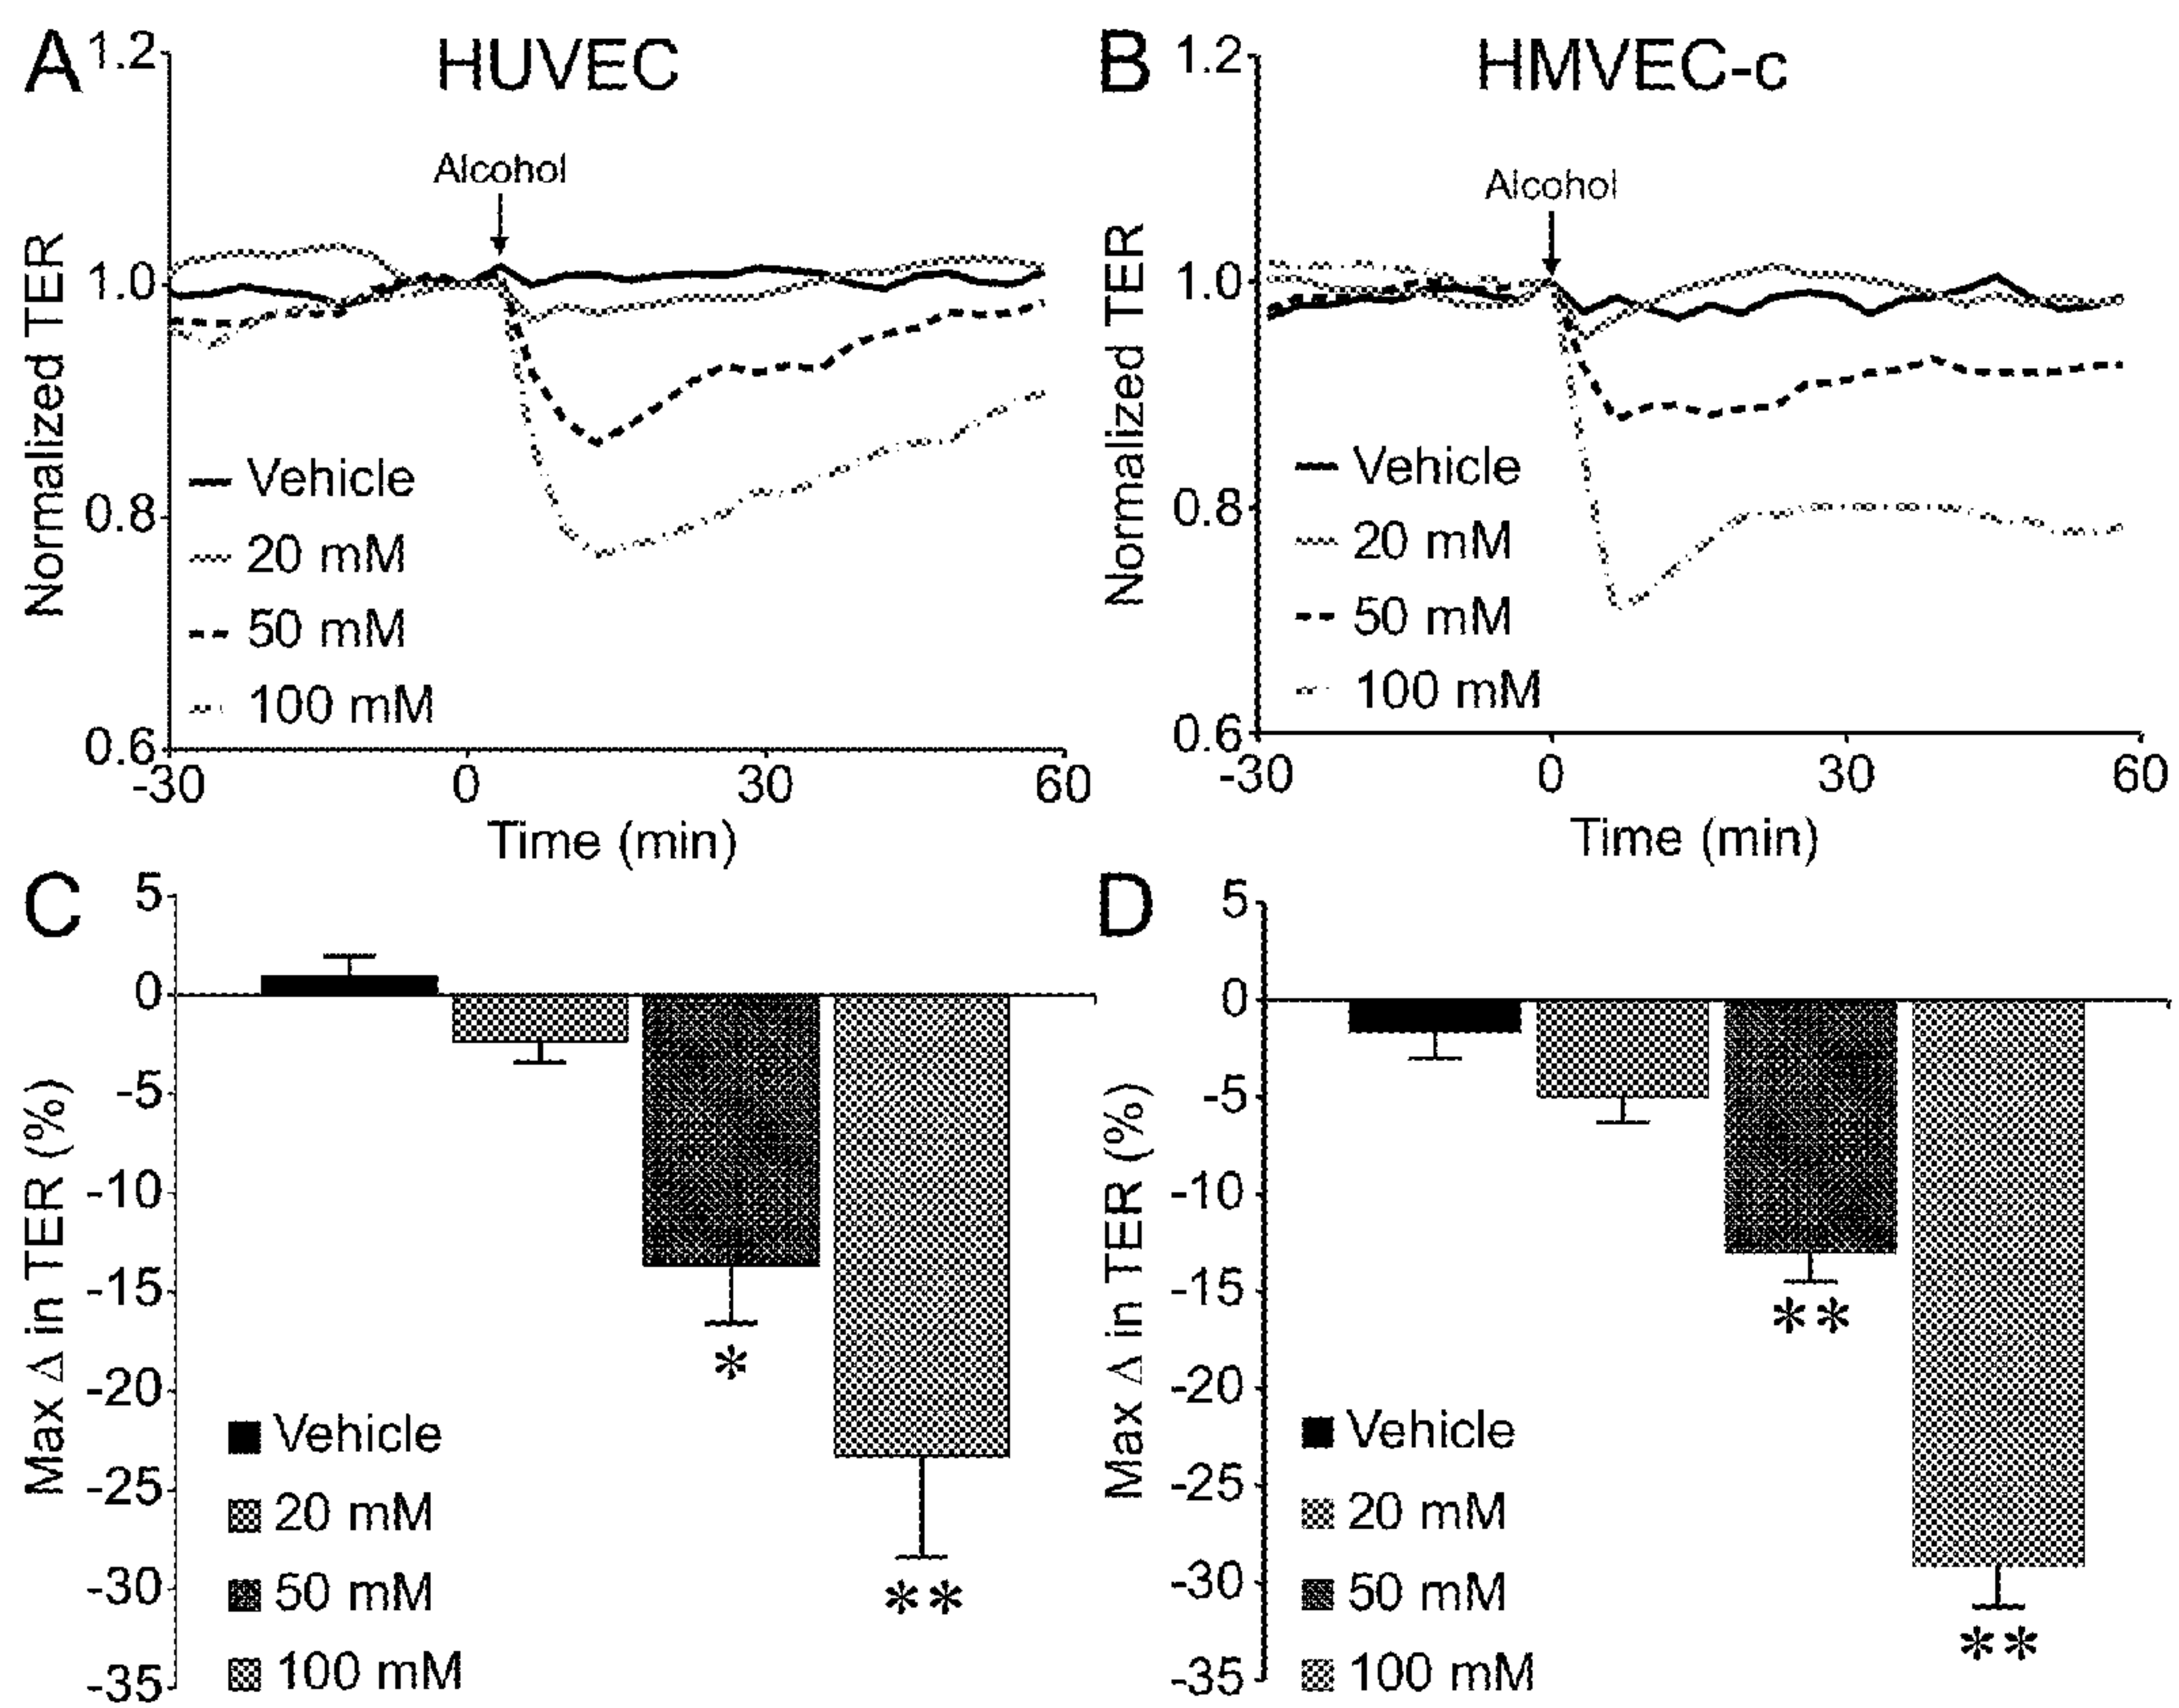 A
HUVEC
1.2
1.0
0.8
0.6
Normalized TER
Alcohol
Vehicle
20 mM
50 mM
100 mM
-30
0
30
60
Time (min)
B
HMVEC-c
1.2
1.0
0.8
0.6
Normalized TER
Alcohol
Vehicle
20 mM
50 mM
100 mM
-30
0
30
60
Time (min)
C
5
0
-5
-10
-15
-20
-25
-30
-35
Max Δ in TER (%)
*
**
Vehicle
20 mM
50 mM
100 mM
D
5
0
-5
-10
-15
-20
-25
-30
-35
Max Δ in TER (%)
**
**
Vehicle
20 mM
50 mM
100 mM